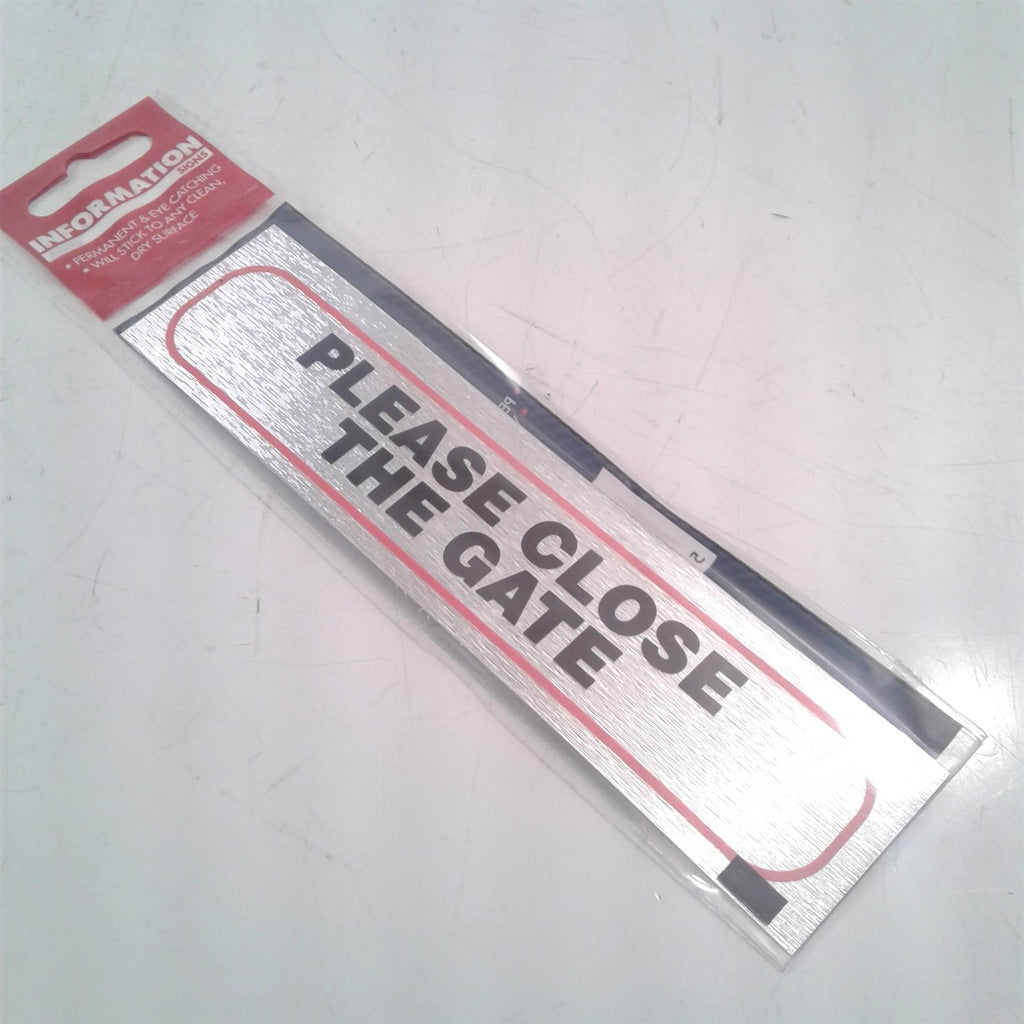 INFORMATION
SIGNS
• PERMANENT & EYE CATCHING
• WILL STICK TO ANY CLEAN,
DRY SURFACE
PLEASE CLOSE
THE GATE